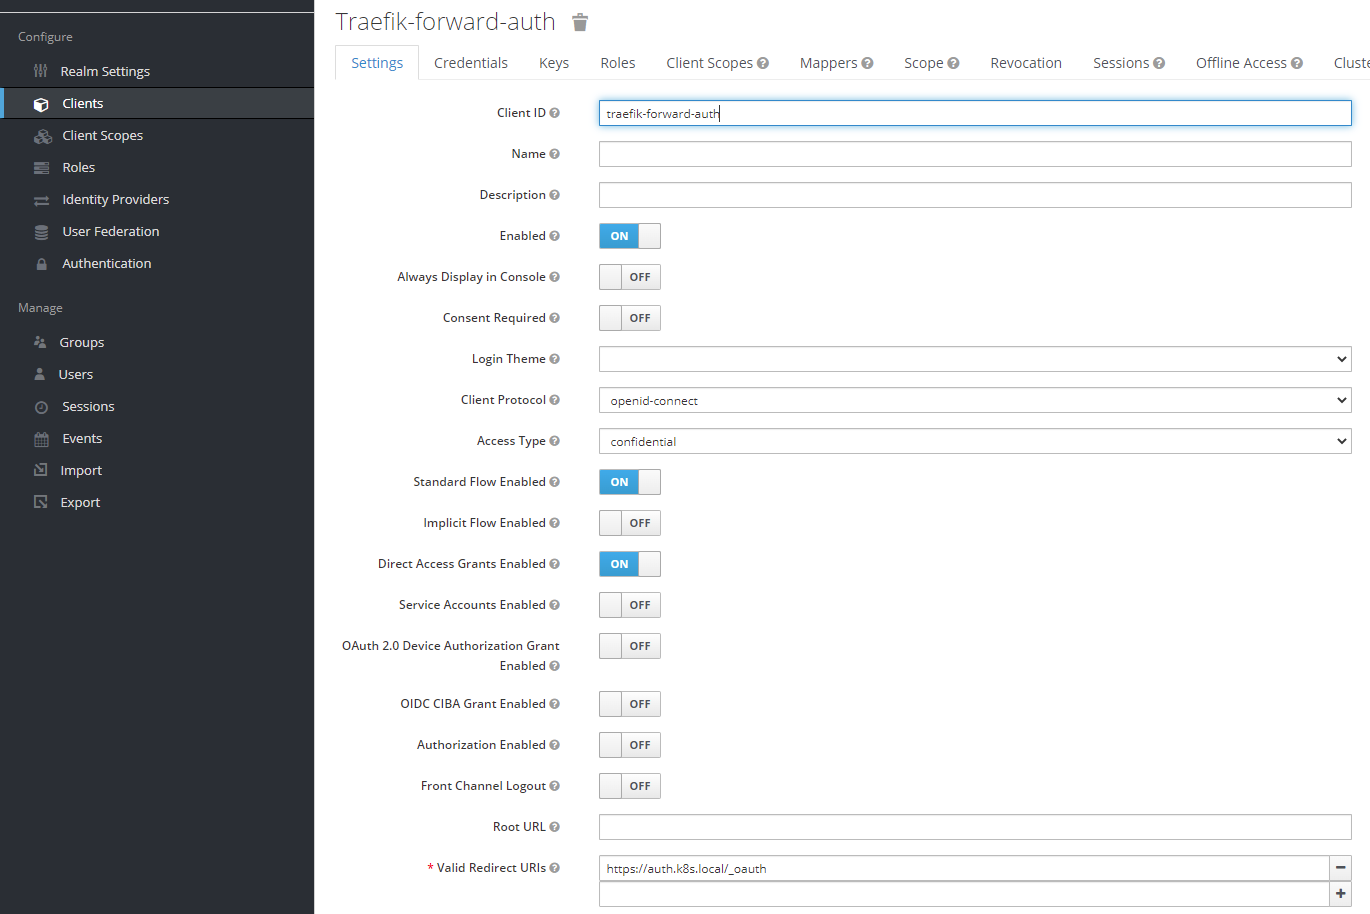 Configure
Realm Settings
Clients
Client Scopes
Roles
Identity Providers
User Federation
Authentication
Manage
Groups
Users
Sessions
Events
Import
Export
Traefik-forward-auth
Settings Credentials Keys Roles Client Scopes Mappers Scope Revocation Sessions Offline Access Cluste
Client ID traefik-forward-auth
Name
Description
Enabled ON
Always Display in Console OFF
Consent Required OFF
Login Theme
Client Protocol openid-connect
Access Type confidential
Standard Flow Enabled ON
Implicit Flow Enabled OFF
Direct Access Grants Enabled ON
Service Accounts Enabled OFF
OAuth 2.0 Device Authorization Grant
Enabled OFF
OIDC CIBA Grant Enabled OFF
Authorization Enabled OFF
Front Channel Logout OFF
Root URL
* Valid Redirect URIs https://auth.k8s.local/_oauth